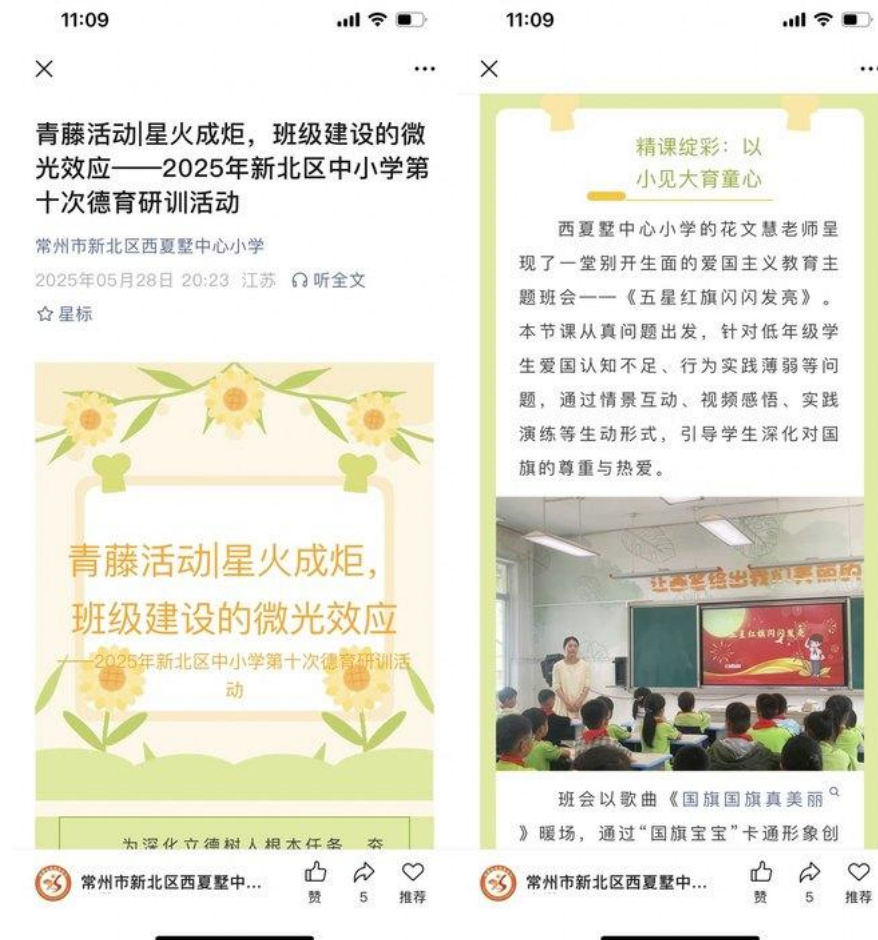 11:09
青藤活动|星火成炬，班级建设的微
光效应——2025年新北区中小学第
十次德育研训活动
常州市新北区西夏墅中心小学
2025年05月28日 20:23 江苏 听全文
星标
青藤活动|星火成炬，
班级建设的微光效应
——2025年新北区中小学第十次德育研训活
动
为深化立德树人根本任务，夯
常州市新北区西夏墅中...
赞
5
推荐
11:09
精课绽彩：以
小见大育童心
西夏墅中心小学的花文慧老师呈
现了一堂别开生面的爱国主义教育主
题班会——《五星红旗闪闪发亮》。
本节课从真问题出发，针对低年级学
生爱国认知不足、行为实践薄弱等问
题，通过情景互动、视频感悟、实践
演练等生动形式，引导学生深化对国
旗的尊重与热爱。
五星红旗闪闪发亮
班会以歌曲《国旗国旗真美丽
》暖场，通过“国旗宝宝”卡通形象创
常州市新北区西夏墅中...
赞
5
推荐